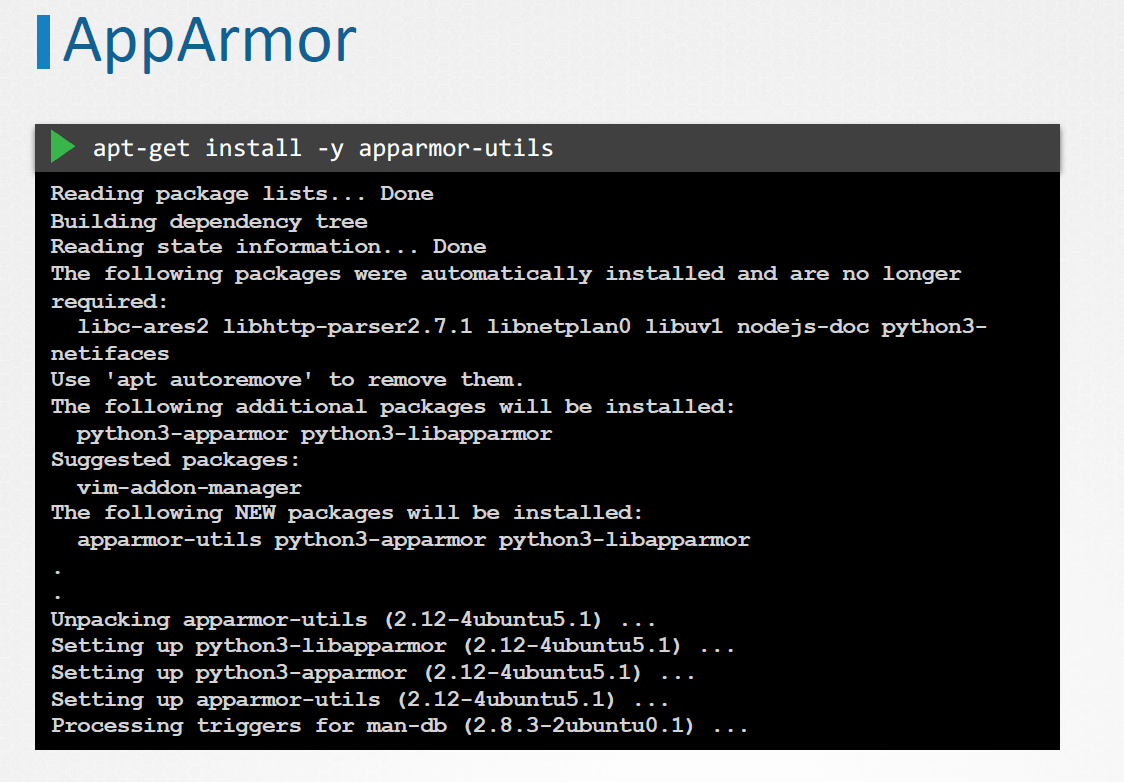 AppArmor
apt-get install -y apparmor-utils
Reading package lists... Done
Building dependency tree
Reading state information... Done
The following packages were automatically installed and are no longer
required:
  libc-ares2 libhttp-parser2.7.1 libnetplan0 libuv1 nodejs-doc python3-
netifaces
Use 'apt autoremove' to remove them.
The following additional packages will be installed:
  python3-apparmor python3-libapparmor
Suggested packages:
  vim-addon-manager
The following NEW packages will be installed:
  apparmor-utils python3-apparmor python3-libapparmor
.
.
Unpacking apparmor-utils (2.12-4ubuntu5.1) ...
Setting up python3-libapparmor (2.12-4ubuntu5.1) ...
Setting up python3-apparmor (2.12-4ubuntu5.1) ...
Setting up apparmor-utils (2.12-4ubuntu5.1) ...
Processing triggers for man-db (2.8.3-2ubuntu0.1) ...